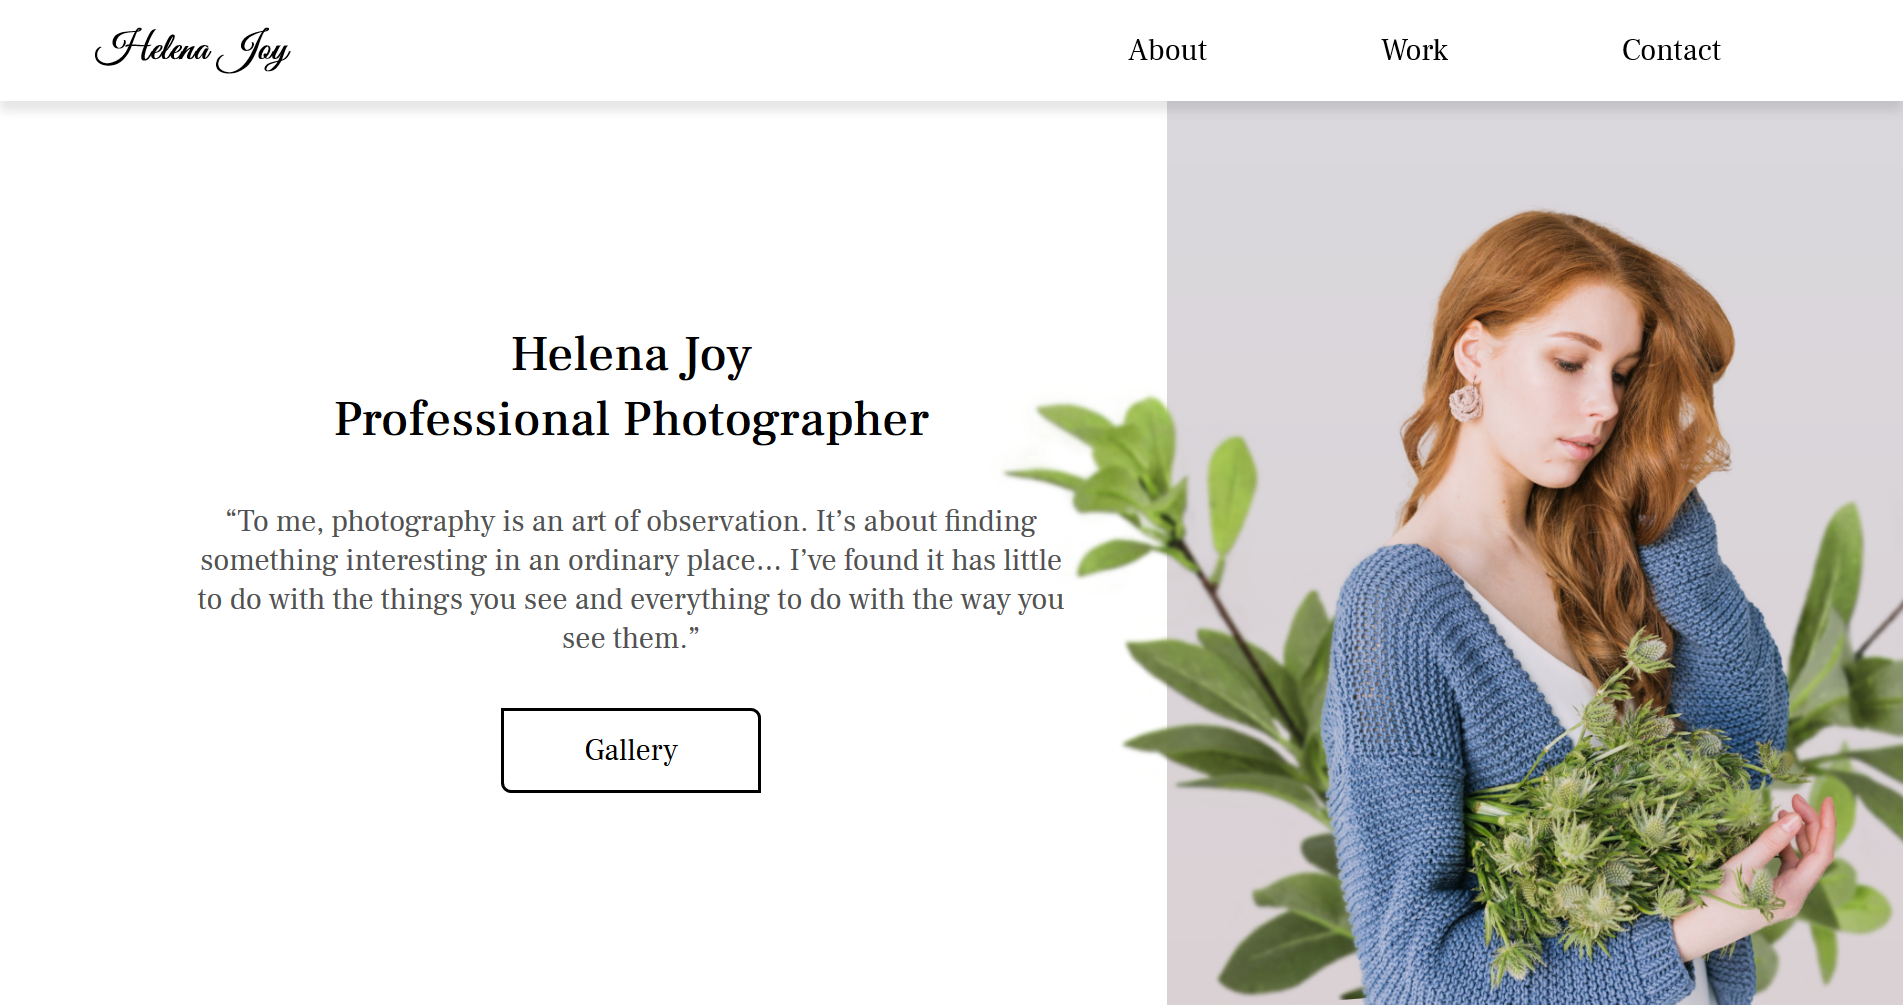 Helena Joy
About
Work
Contact
Helena Joy
Professional Photographer
“To me, photography is an art of observation. It’s about finding
something interesting in an ordinary place... I’ve found it has little
to do with the things you see and everything to do with the way you
see them.”
Gallery